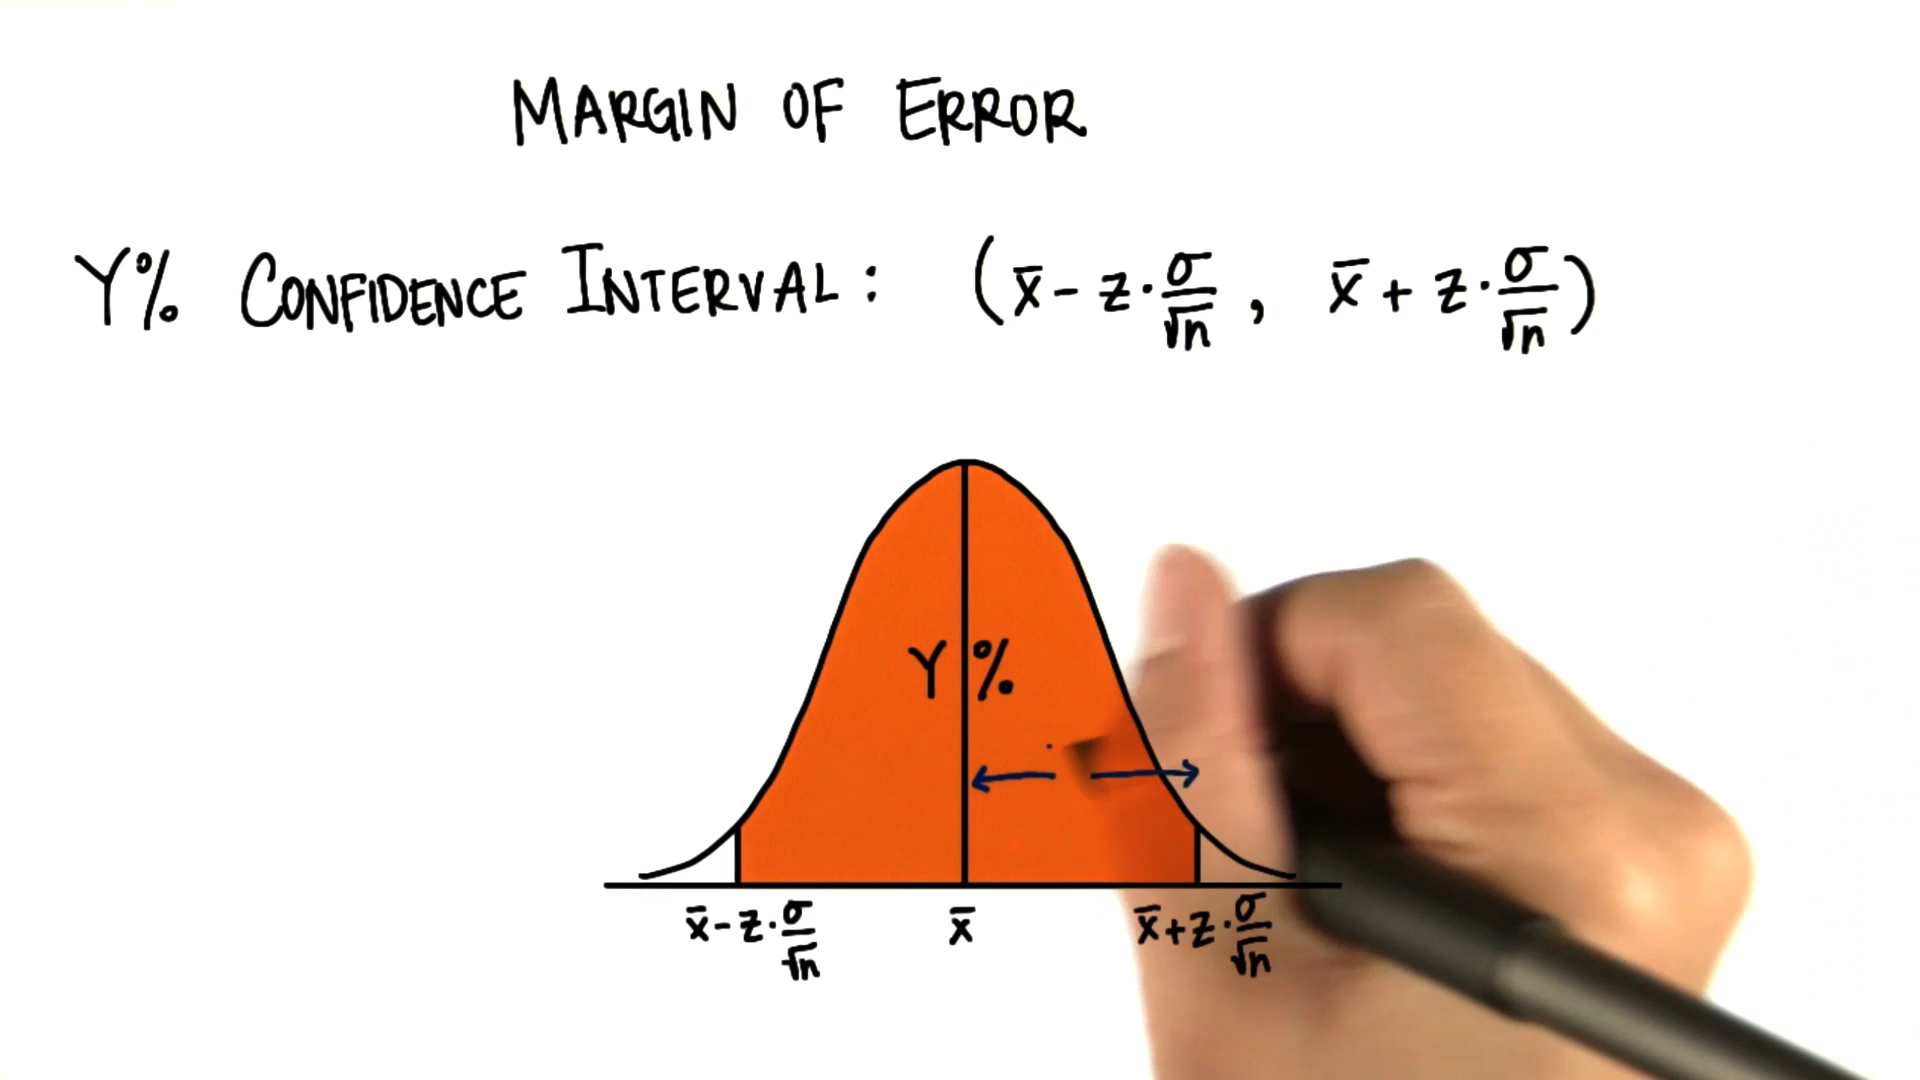 MARGIN OF ERROR
Y% CONFIDENCE INTERVAL: (x̄ - z·σ/√n, x̄ + z·σ/√n)
Y%
x̄ - z·σ/√n x̄ x̄ + z·σ/√n